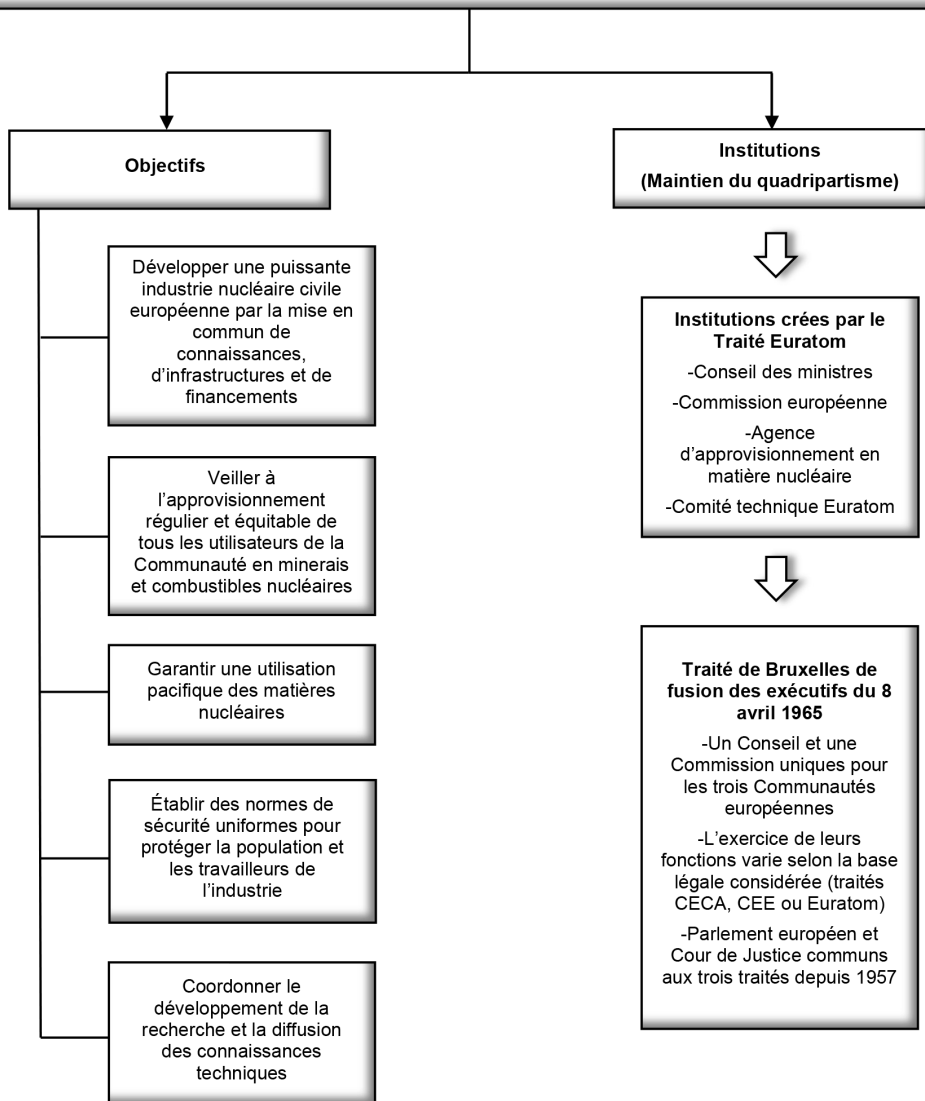 Objectifs
Développer une puissante
industrie nucléaire civile
européenne par la mise en
commun de
connaissances,
d'infrastructures et de
financements
Veiller à
l'approvisionnement
régulier et équitable de
tous les utilisateurs de la
Communauté en minerais
et combustibles nucléaires
Garantir une utilisation
pacifique des matières
nucléaires
Établir des normes de
sécurité uniformes pour
protéger la population et
les travailleurs de
l'industrie
Coordonner le
développement de la
recherche et la diffusion
des connaissances
techniques
Institutions
(Maintien du quadripartisme)
Institutions crées par le
Traité Euratom
-Conseil des ministres
-Commission européenne
-Agence
d'approvisionnement en
matière nucléaire
-Comité technique Euratom
Traité de Bruxelles de
fusion des exécutifs du 8
avril 1965
-Un Conseil et une
Commission uniques pour
les trois Communautés
européennes
-L'exercice de leurs
fonctions varie selon la base
légale considérée (traités
CECA, CEE ou Euratom)
-Parlement européen et
Cour de Justice communs
aux trois traités depuis 1957